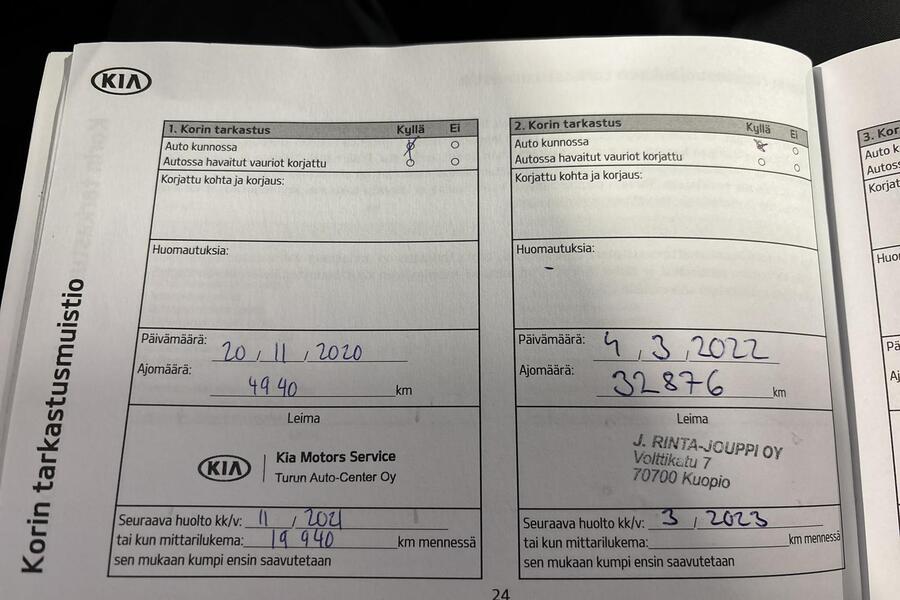 KIA
Korin tarkastusmuistio
1. Korin tarkastus Kyllä Ei
Auto kunnossa
Autossa havaitut vauriot korjattu
Korjattu kohta ja korjaus:
Huomautuksia:
Päivämäärä: 20 / 11 / 2020
Ajomäärä: 4940 km
Leima
KIA Kia Motors Service
Turun Auto-Center Oy
Seuraava huolto kk/v: 11 / 2021
tai kun mittarilukema: 19 940 km mennessä
sen mukaan kumpi ensin saavutetaan
2. Korin tarkastus Kyllä Ei
Auto kunnossa
Autossa havaitut vauriot korjattu
Korjattu kohta ja korjaus:
Huomautuksia:
-
Päivämäärä: 4 / 3 / 2022
Ajomäärä: 32876 km
Leima
J. RINTA-JOUPPI OY
Volttikatu 7
70700 Kuopio
Seuraava huolto kk/v: 3 / 2023
tai kun mittarilukema: km mennessä
sen mukaan kumpi ensin saavutetaan
24